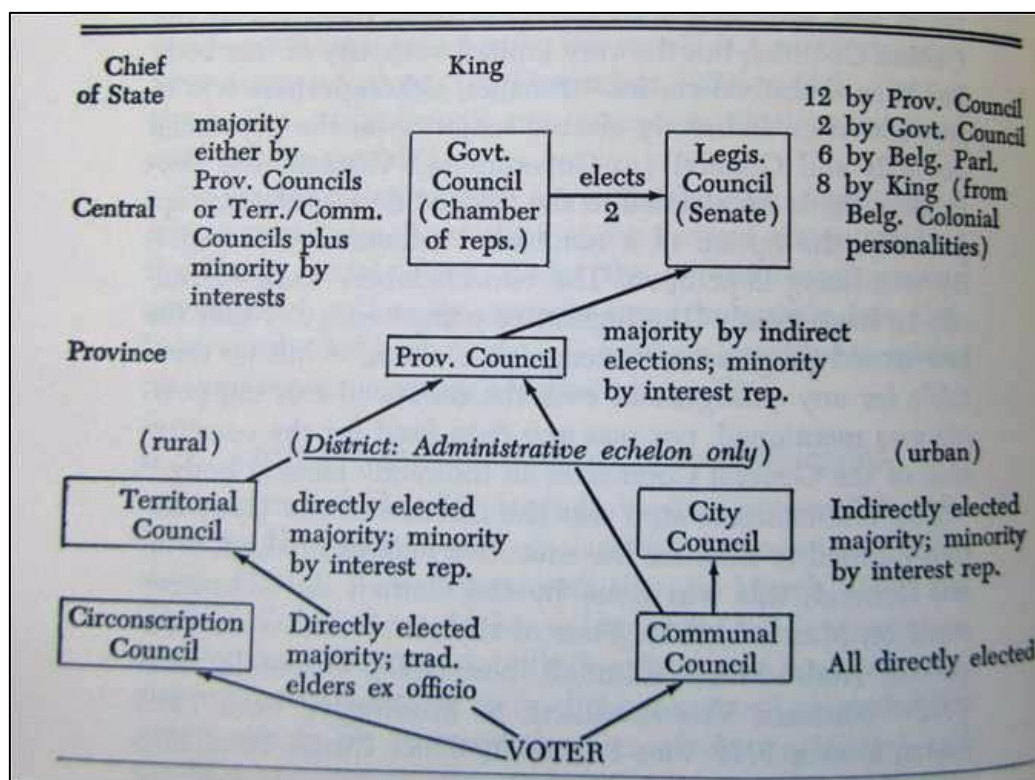 Chief
of State
King
12 by Prov. Council
2 by Govt. Council
6 by Belg. Parl.
8 by King (from
Belg. Colonial
personalities)
Central
majority
either by
Prov. Councils
or Terr./Comm.
Councils plus
minority by
interests
Govt.
Council
(Chamber
of reps.)
elects
2
Legis.
Council
(Senate)
Province
Prov. Council
majority by indirect
elections; minority
by interest rep.
(rural)
(District: Administrative echelon only)
(urban)
Territorial
Council
directly elected
majority; minority
by interest rep.
City
Council
Indirectly elected
majority; minority
by interest rep.
Circonscription
Council
Directly elected
majority; trad.
elders ex officio
Communal
Council
All directly elected
VOTER